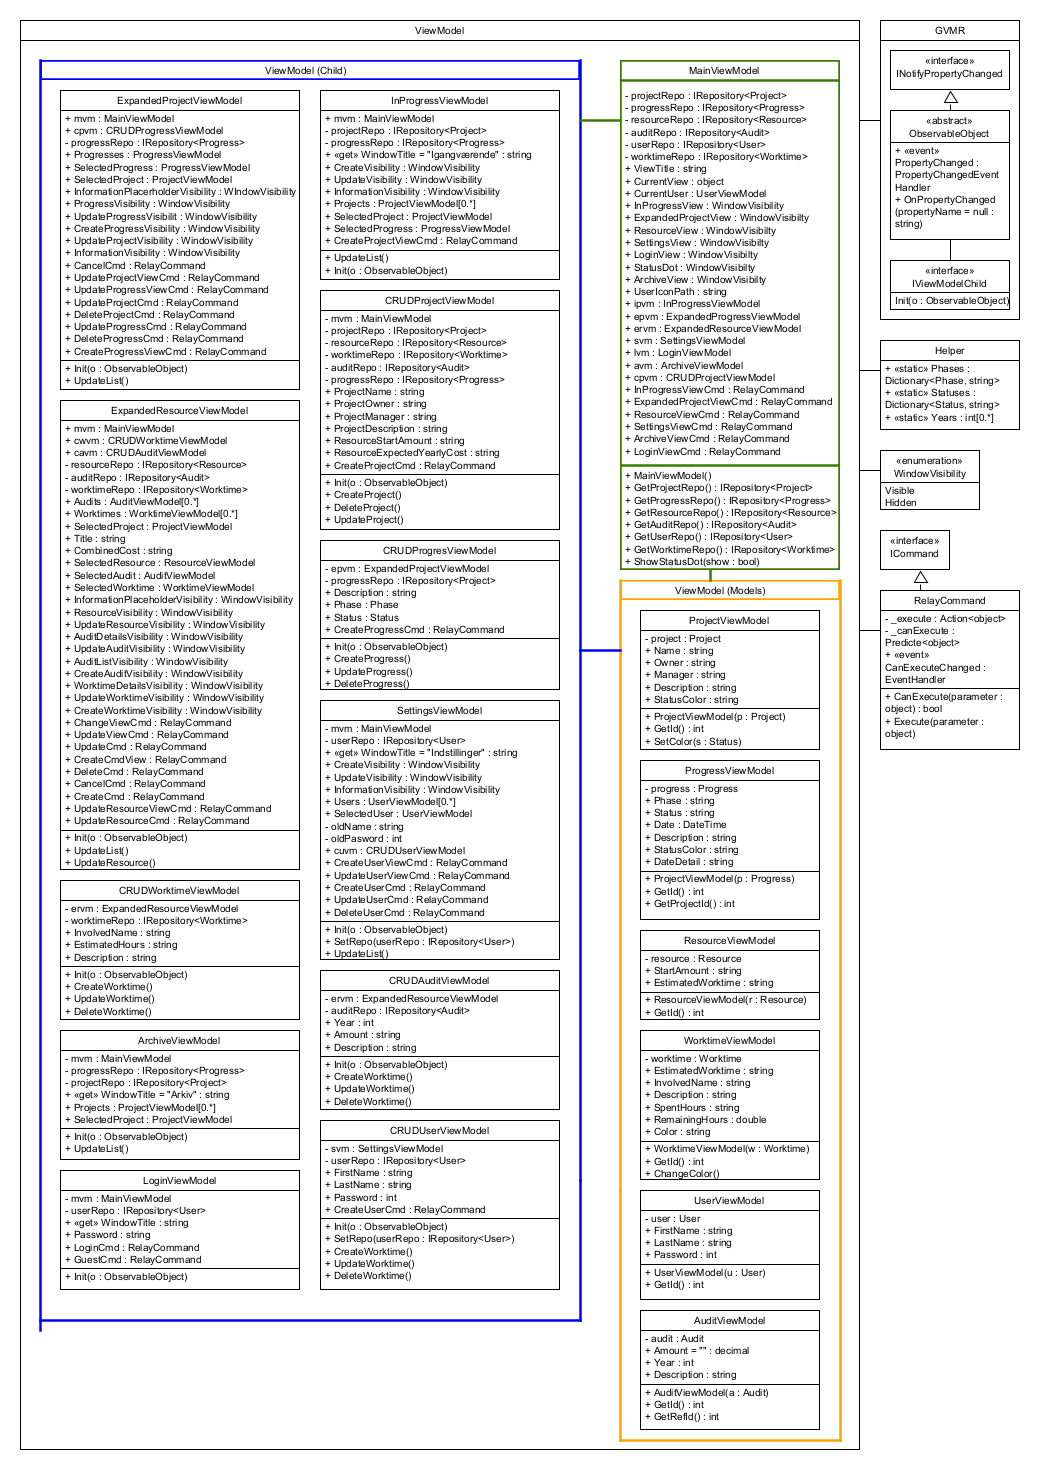 ViewModel
ViewModel (Child)
ExpandedProjectViewModel
+ mvm : MainViewModel
+ cpvm : CRUDProgressViewModel
- progressRepo : IRepository<Progress>
+ Progresses : ProgressViewModel
+ SelectedProgress : ProgressViewModel
+ SelectedProject : ProjectViewModel
+ InformationPlacerholderVisibility : WIndowVisibility
+ ProgressVisibility : WindowVisibility
+ UpdateProgressVisibilit : WindowVisibility
+ CreateProgressVisibility : WindowVisibility
+ UpdateProjectVisibility : WindowVisibility
+ InformationVisibility : WindowVisibility
+ CancelCmd : RelayCommand
+ UpdateProjectViewCmd : RelayCommand
+ UpdateProgressViewCmd : RelayCommand
+ UpdateProjectCmd : RelayCommand
+ DeleteProjectCmd : RelayCommand
+ UpdateProgressCmd : RelayCommand
+ DeleteProgressCmd : RelayCommand
+ CreateProgressViewCmd : RelayCommand
+ Init(o : ObservableObject)
+ UpdateList()
ExpandedResourceViewModel
+ mvm : MainViewModel
+ cwvm : CRUDWorktimeViewModel
+ cavm : CRUDAuditViewModel
- resourceRepo : IRepository<Resource>
- auditRepo : IRepository<Audit>
- worktimeRepo : IRepository<Worktime>
+ Audits : AuditViewModel[0.*]
+ Worktimes : WorktimeViewModel[0.*]
+ SelectedProject : ProjectViewModel
+ Title : string
+ CombinedCost : string
+ SelectedResource : ResourceViewModel
+ SelectedAudit : AudiViewModel
+ SelectedWorktime : WorktimeViewModel
+ InformationPlaceholderVisibility : WindowVisibility
+ ResourceVisibility : WindowVisibility
+ UpdateResourceVisibility : WindowVisibility
+ AuditDetailsVisibility : WindowVisibility
+ UpdateAuditVisibility : WindowVisibility
+ AuditListVisibility : WindowVisibility
+ CreateAuditVisibility : WindowVisibility
+ WorktimeDetailsVisibility : WindowVisibility
+ UpdateWorktimeVisibility : WindowVisibility
+ CreateWorktimeVisibility : WindowVisibility
+ ChangeViewCmd : RelayCommand
+ UpdateViewCmd : RelayCommand
+ UpdateCmd : RelayCommand
+ CreateCmdView : RelayCommand
+ DeleteCmd : RelayCommand
+ CancelCmd : RelayCommand
+ CreateCmd : RelayCommand
+ UpdateResourceViewCmd : RelayCommand
+ UpdateResourceCmd : RelayCommand
+ Init(o : ObservableObject)
+ UpdateList()
+ UpdateResource()
CRUDWorktimeViewModel
- ervm : ExpandedResourceViewModel
- worktimeRepo : IRepository<Worktime>
+ InvolvedName : string
+ EstimatedHours : string
+ Description : string
+ Init(o : ObservableObject)
+ CreateWorktime()
+ UpdateWorktime()
+ DeleteWorktime()
ArchiveViewModel
- mvm : MainViewModel
- progressRepo : IRepository<Progress>
- projectRepo : IRepository<Project>
+ «get» WindowTitle = "Arkiv" : string
+ Projects : ProjectViewModel[0.*]
+ SelectedProject : ProjectViewModel
+ Init(o : ObservableObject)
+ UpdateList()
LoginViewModel
- mvm : MainViewModel
- userRepo : IRepository<User>
+ «get» WindowTitle : string
+ Password : string
+ LoginCmd : RelayCommand
+ GuestCmd : RelayCommand
+ Init(o : ObservableObject)
InProgressViewModel
+ mvm : MainViewModel
- projectRepo : IRepository<Project>
- progressRepo : IRepository<Progress>
+ «get» WindowTitle = "Igangværende" : string
+ CreateVisibility : WindowVisibility
+ UpdateVisibility : WindowVisibility
+ InformationVisibility : WindowVisibility
+ Projects : ProjectViewModel[0.*]
+ SelectedProject : ProjectViewModel
+ SelectedProgress : ProgressViewModel
+ CreateProjectViewCmd : RelayCommand
+ UpdateList()
+ Init(o : ObservableObject)
CRUDProjectViewModel
- mvm : MainViewModel
- projectRepo : IRepository<Project>
- resourceRepo : IRepository<Resource>
- worktimeRepo : IRepository<Worktime>
- auditRepo : IRepository<Audit>
- progressRepo : IRepository<Progress>
+ ProjectName : string
+ ProjectOwner : string
+ ProjectManager : string
+ ProjectDescription : string
+ ResourceStartAmount : string
+ ResourceExpectedYearlyCost : string
+ CreateProjectCmd : RelayCommand
+ Init(o : ObservableObject)
+ CreateProject()
+ DeleteProject()
+ UpdateProject()
CRUDProgresViewModel
- epvm : ExpandedProjectViewModel
- progressRepo : IRepository<Project>
+ Description : string
+ Phase : Phase
+ Status : Status
+ CreateProgressCmd : RelayCommand
+ Init(o : ObservableObject)
+ CreateProgress()
+ UpdateProgress()
+ DeleteProgress()
SettingsViewModel
- mvm : MainViewModel
- userRepo : IRepository<User>
+ «get» WindowTitle = "Indstillinger" : string
+ CreateVisibility : WindowVisibility
+ UpdateVisibility : WindowVisibility
+ InformationVisibility : WindowVisibility
+ Users : UserViewModel[0.*]
+ SelectedUser : UserViewModel
- oldName : string
- oldPasword : int
+ cuvm : CRUDUserViewModel
+ CreateUserViewCmd : RelayCommand
+ UpdateUserViewCmd : RelayCommand
+ CreateUserCmd : RelayCommand
+ UpdateUserCmd : RelayCommand
+ DeleteUserCmd : RelayCommand
+ Init(o : ObservableObject)
+ SetRepo(userRepo : IRepository<User>)
+ UpdateList()
CRUDAuditViewModel
- ervm : ExpandedResourceViewModel
- auditRepo : IRepository<Audit>
+ Year : int
+ Amount : string
+ Description : string
+ Init(o : ObservableObject)
+ CreateWorktime()
+ UpdateWorktime()
+ DeleteWorktime()
CRUDUserViewModel
- svm : SettingsViewModel
- userRepo : IRepository<User>
+ FirstName : string
+ LastName : string
+ Password : int
+ CreateUserCmd : RelayCommand
+ Init(o : ObservableObject)
+ SetRepo(userRepo : IRepository<User>)
+ CreateWorktime()
+ UpdateWorktime()
+ DeleteWorktime()
MainViewModel
- projectRepo : IRepository<Project>
- progressRepo : IRepository<Progress>
- resourceRepo : IRepository<Resource>
- auditRepo : IRepository<Audit>
- userRepo : IRepository<User>
- worktimeRepo : IRepository<Worktime>
+ ViewTitle : string
+ CurrentView : object
+ CurrentUser : UserViewModel
+ InProgressView : WindowVisibility
+ ExpandedProjectView : WindowVisibilty
+ ResourceView : WindowVisibilty
+ SettingsView : WindowVisibilty
+ LoginView : WindowVisibilty
+ StatusDot : WindowVisibility
+ ArchiveView : WindowVisibilty
+ UserIconPath : string
+ ipvm : InProgressViewModel
+ epvm : ExpandedProgressViewModel
+ ervm : ExpandedResourceViewModel
+ svm : SettingsViewModel
+ lvm : LoginViewModel
+ avm : ArchiveViewModel
+ cpvm : CRUDProjectViewModel
+ InProgressViewCmd : RelayCommand
+ ExpandedProjectViewCmd : RelayCommand
+ ResourceViewCmd : RelayCommand
+ SettingsViewCmd : RelayCommand
+ ArchiveViewCmd : RelayCommand
+ LoginViewCmd : RelayCommand
+ MainViewModel()
+ GetProjectRepo() : IRepository<Project>
+ GetProgressRepo() : IRepository<Progress>
+ GetResourceRepo() : IRepository<Resource>
+ GetAuditRepo() : IRepository<Audit>
+ GetUserRepo() : IRepository<User>
+ GetWorktimeRepo() : IRepository<Worktime>
+ ShowStatusDot(show : bool)
ViewModel (Models)
ProjectViewModel
- project : Project
+ Name : string
+ Owner : string
+ Manager : string
+ Description : string
+ StatusColor : string
+ ProjectViewModel(p : Project)
+ GetId() : int
+ SetColor(s : Status)
ProgressViewModel
- progress : Progress
+ Phase : string
+ Status : string
+ Date : DateTime
+ Description : string
+ StatusColor : string
+ DateDetail : string
+ ProjectViewModel(p : Progress)
+ GetId() : int
+ GetProjectId() : int
ResourceViewModel
- resource : Resource
+ StartAmount : string
+ EstimatedWorktime : string
+ ResourceViewModel(r : Resource)
+ GetId() : int
WorktimeViewModel
- worktime : Worktime
+ EstimatedWorktime : string
+ InvolvedName : string
+ Description : string
+ SpentHours : string
+ RemainingHours : double
+ Color : string
+ WorktimeViewModel(w : Worktime)
+ GetId() : int
+ ChangeColor()
UserViewModel
- user : User
+ FirstName : string
+ LastName : string
+ Password : int
+ UserViewModel(u : User)
+ GetId() : int
AuditViewModel
- audit : Audit
+ Amount = "" : decimal
+ Year : int
+ Description : string
+ AuditViewModel(a : Audit)
+ GetId() : int
+ GetRefId() : int
GVMR
«interface»
INotifyPropertyChanged
«abstract»
ObservableObject
+ «event»
PropertyChanged :
PropertyChangedEvent
Handler
+ OnPropertyChanged
(propertyName = null :
string)
«interface»
IViewModelChild
Init(o : ObservableObject)
Helper
+ «static» Phases :
Dictionary<Phase, string>
+ «static» Statuses :
Dictionary<Status, string>
+ «static» Years : int[0.*]
«enumeration»
WindowVisibility
Visible
Hidden
«interface»
ICommand
RelayCommand
- _execute : Action<object>
- _canExecute :
Predicte<object>
+ «event»
CanExecuteChanged :
EventHandler
+ CanExecute(parameter :
object) : bool
+ Execute(parameter :
object)